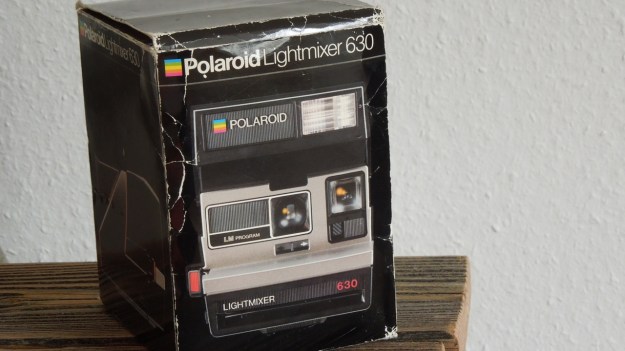 Polaroid Lightmixer 630
Polaroid Lightmixer 630
POLAROID
LM PROGRAM
LIGHTMIXER
630